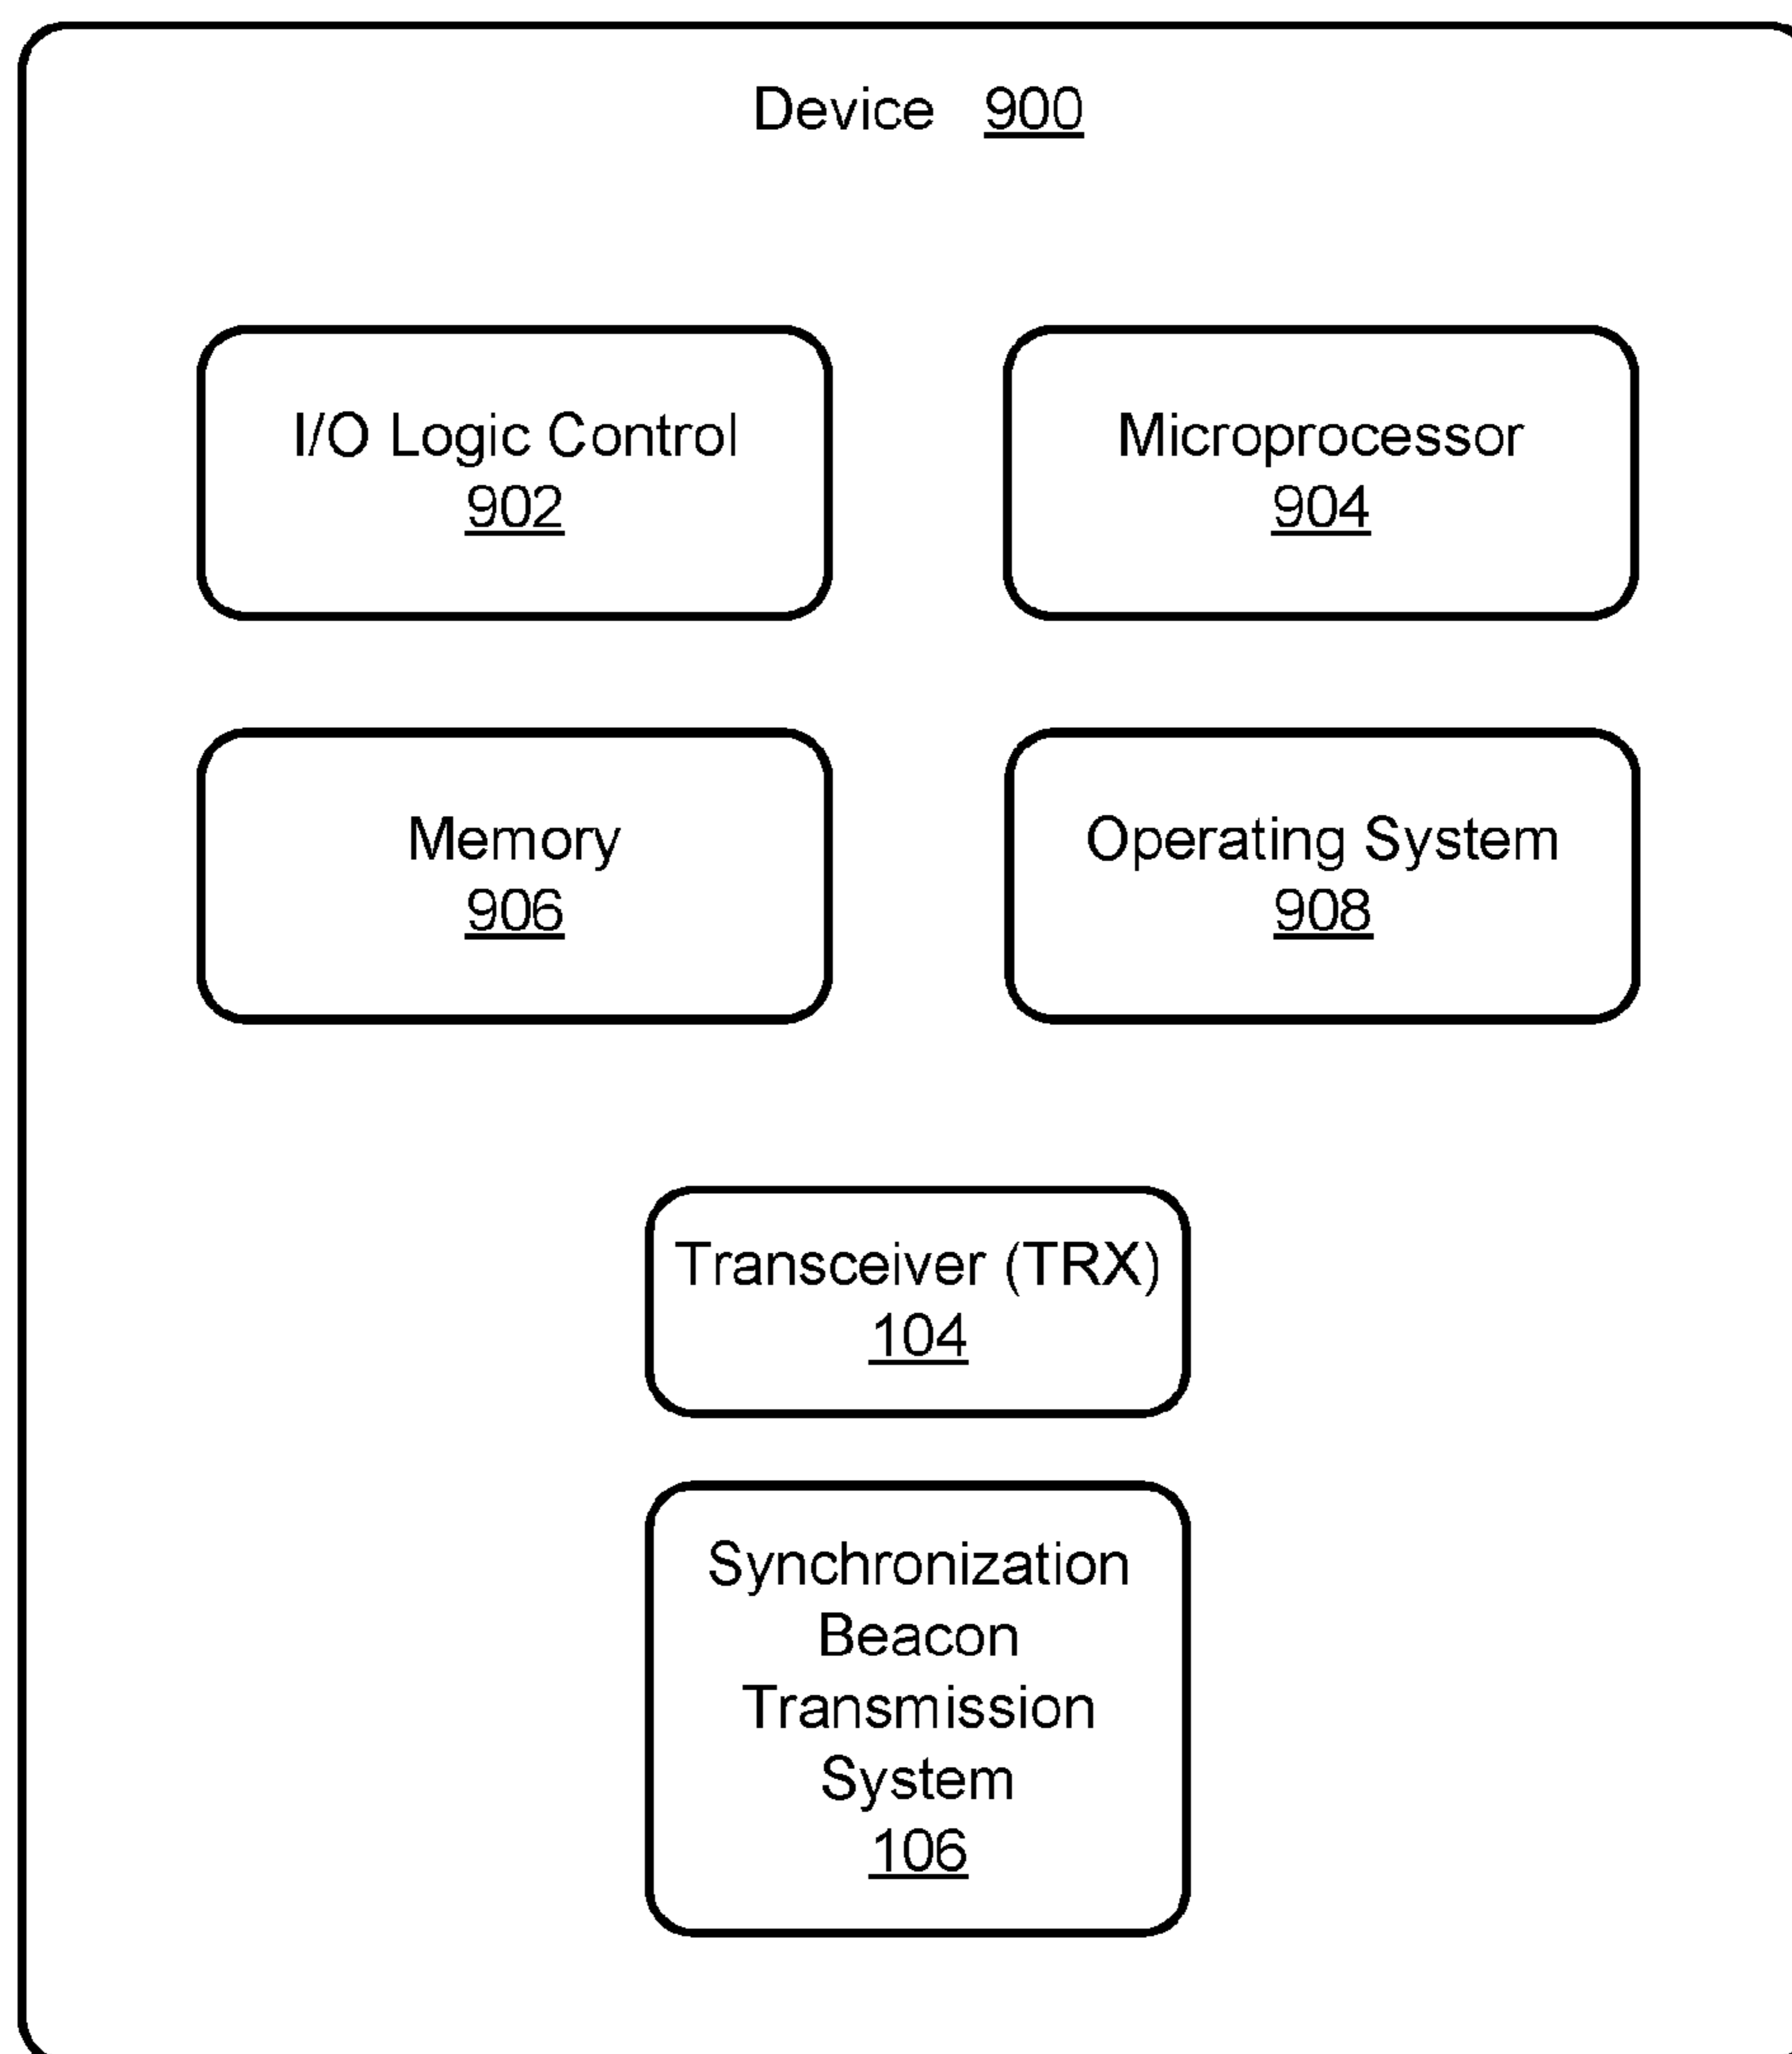 Device 900
I/O Logic Control
902
Microprocessor
904
Memory
906
Operating System
908
Transceiver (TRX)
104
Synchronization
Beacon
Transmission
System
106